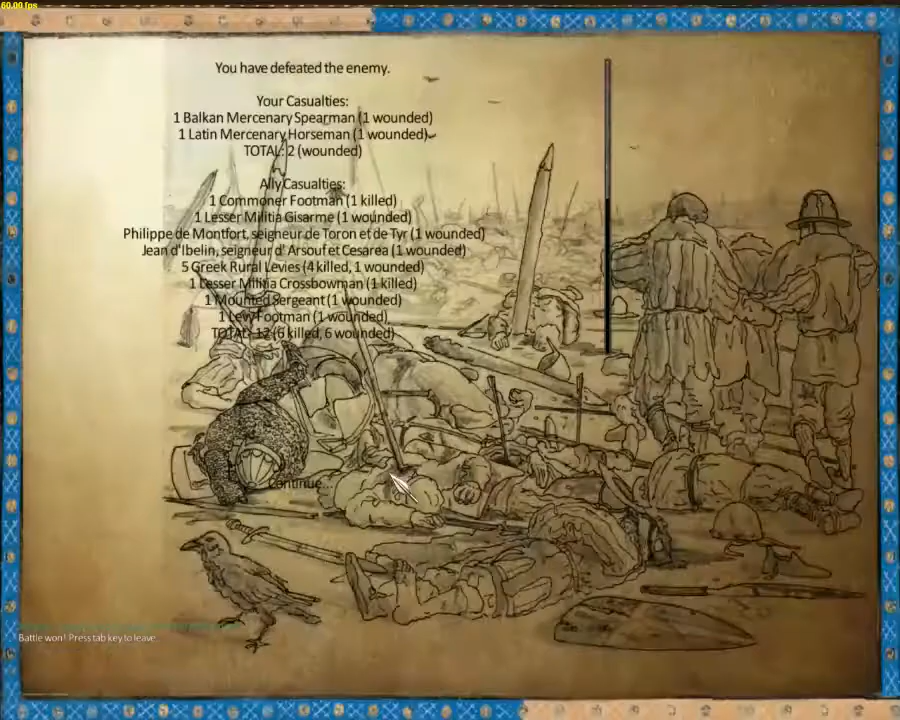 60.00 fps
You have defeated the enemy.
Your Casualties:
1 Balkan Mercenary Spearman (1 wounded)
1 Latin Mercenary Horseman (1 wounded)
TOTAL: 2 (wounded)
Ally Casualties:
1 Commoner Footman (1 killed)
1 Lesser Militia Gisarme (1 wounded)
Philippe de Montfort, seigneur de Toron et de Tyr (1 wounded)
Jean d'Ibelin, seigneur d' Arsouf et Cesarea (1 wounded)
5 Greek Rural Levies (4 killed, 1 wounded)
1 Lesser Militia Crossbowman (1 killed)
1 Mounted Sergeant (1 wounded)
1 Levy Footman (1 wounded)
TOTAL: 12 (6 killed, 6 wounded)
Continue...
Battle won! Press tab key to leave..